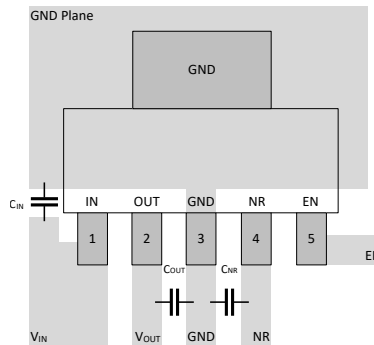 GND Plane
GND
CIN
IN OUT GND NR EN
1 2 3 4 5
COUT CNR
VIN VOUT GND NR